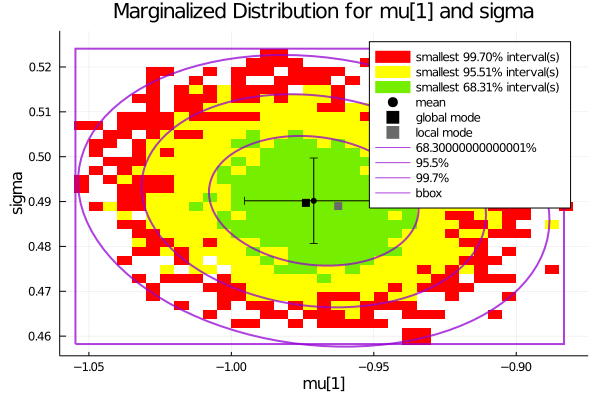 Marginalized Distribution for mu[1] and sigma
smallest 99.70% interval(s)
smallest 95.51% interval(s)
smallest 68.31% interval(s)
mean
global mode
local mode
68.30000000000001%
95.5%
99.7%
bbox
sigma
0.52
0.51
0.50
0.49
0.48
0.47
0.46
−1.05
−1.00
−0.95
−0.90
mu[1]